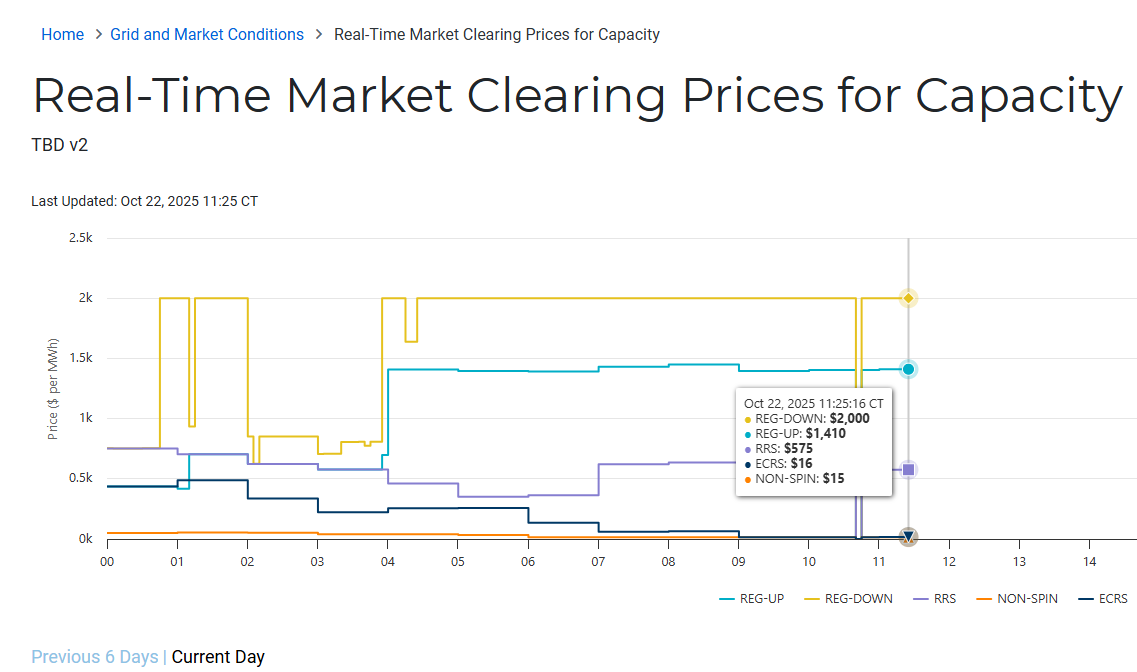 Home > Grid and Market Conditions > Real-Time Market Clearing Prices for Capacity
Real-Time Market Clearing Prices for Capacity
TBD v2
Last Updated: Oct 22, 2025 11:25 CT
Price ($ per MWh)
2.5k
2k
1.5k
1k
0.5k
0k
Oct 22, 2025 11:25:16 CT
REG-DOWN: $2,000
REG-UP: $1,410
RRS: $575
ECRS: $16
NON-SPIN: $15
00 01 02 03 04 05 06 07 08 09 10 11 12 13 14
REG-UP REG-DOWN RRS NON-SPIN ECRS
Previous 6 Days | Current Day